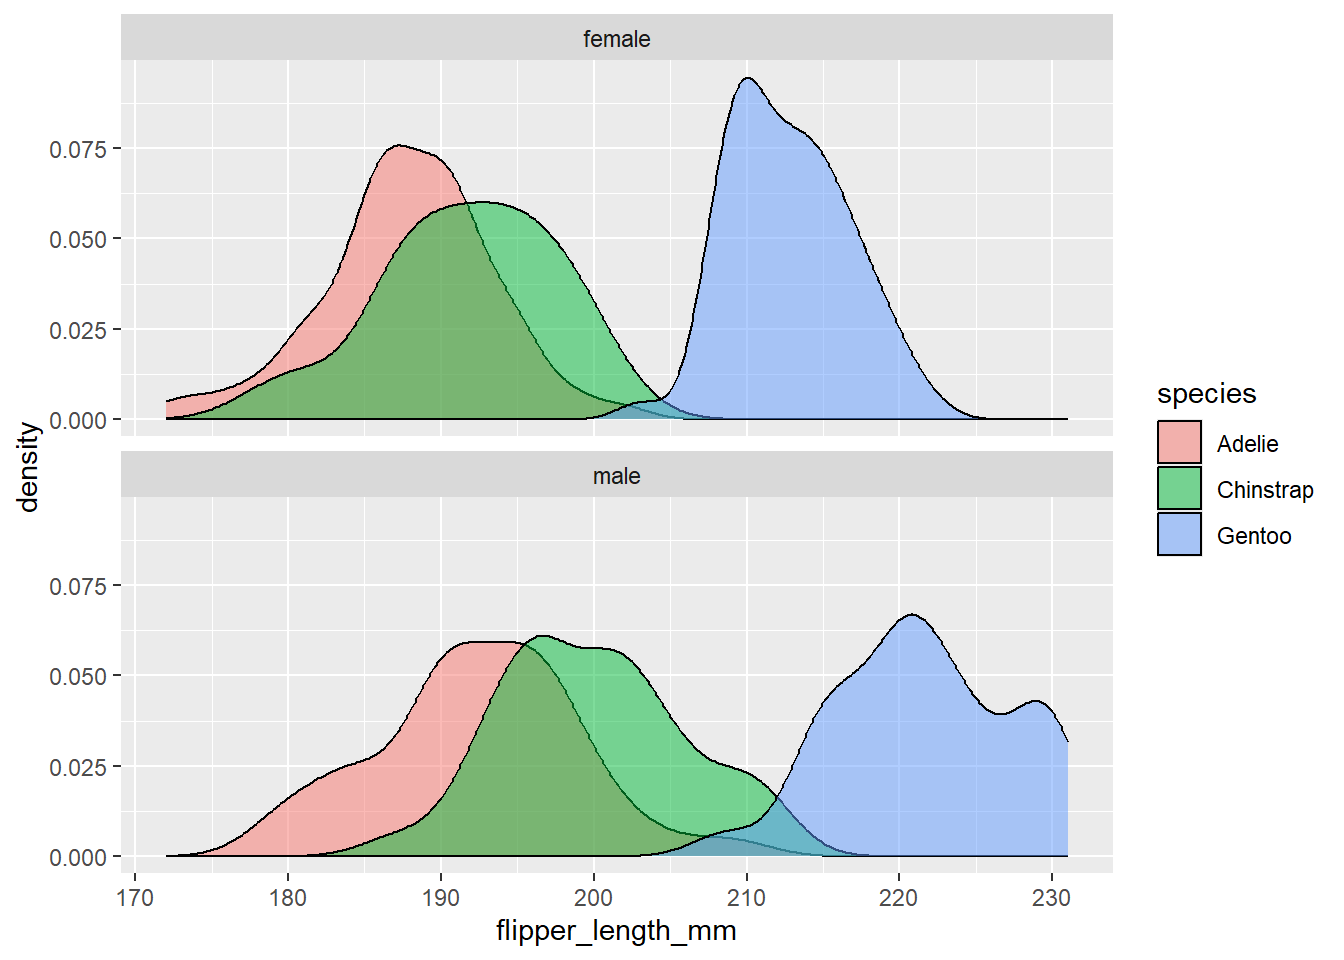 female
0.075
0.050
0.025
0.000
male
0.075
0.050
0.025
0.000
170 180 190 200 210 220 230
flipper_length_mm
density
species
Adelie
Chinstrap
Gentoo